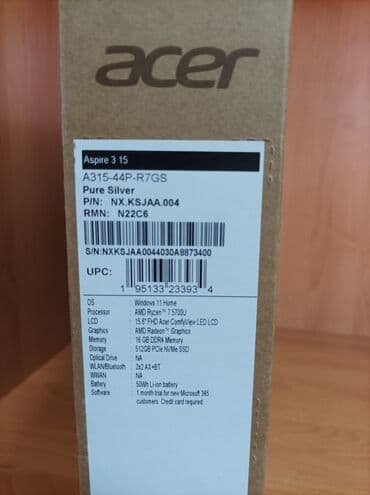 acer
Aspire 3 15
A315-44P-R7GS
Pure Silver
P/N: NX.KSJAA.004
RMN: N22C6
S/N:NXKSJAA0044030A8873400
UPC:
1 95133 23393 4
OS : Windows 11 Home
Processor : AMD Ryzen™ 7 5700U
LCD : 15.6" FHD Acer ComfyView LED LCD
Graphics : AMD Radeon™ Graphics
Memory : 16 GB DDR4 Memory
Storage : 512GB PCIe NVMe SSD
Optical Drive : NA
WLAN/Bluetooth : 2x2 AX+BT
WWAN : NA
Battery : 50Wh Li-ion battery
Software : 1 month trial for new Microsoft 365
customers. Credit card required.